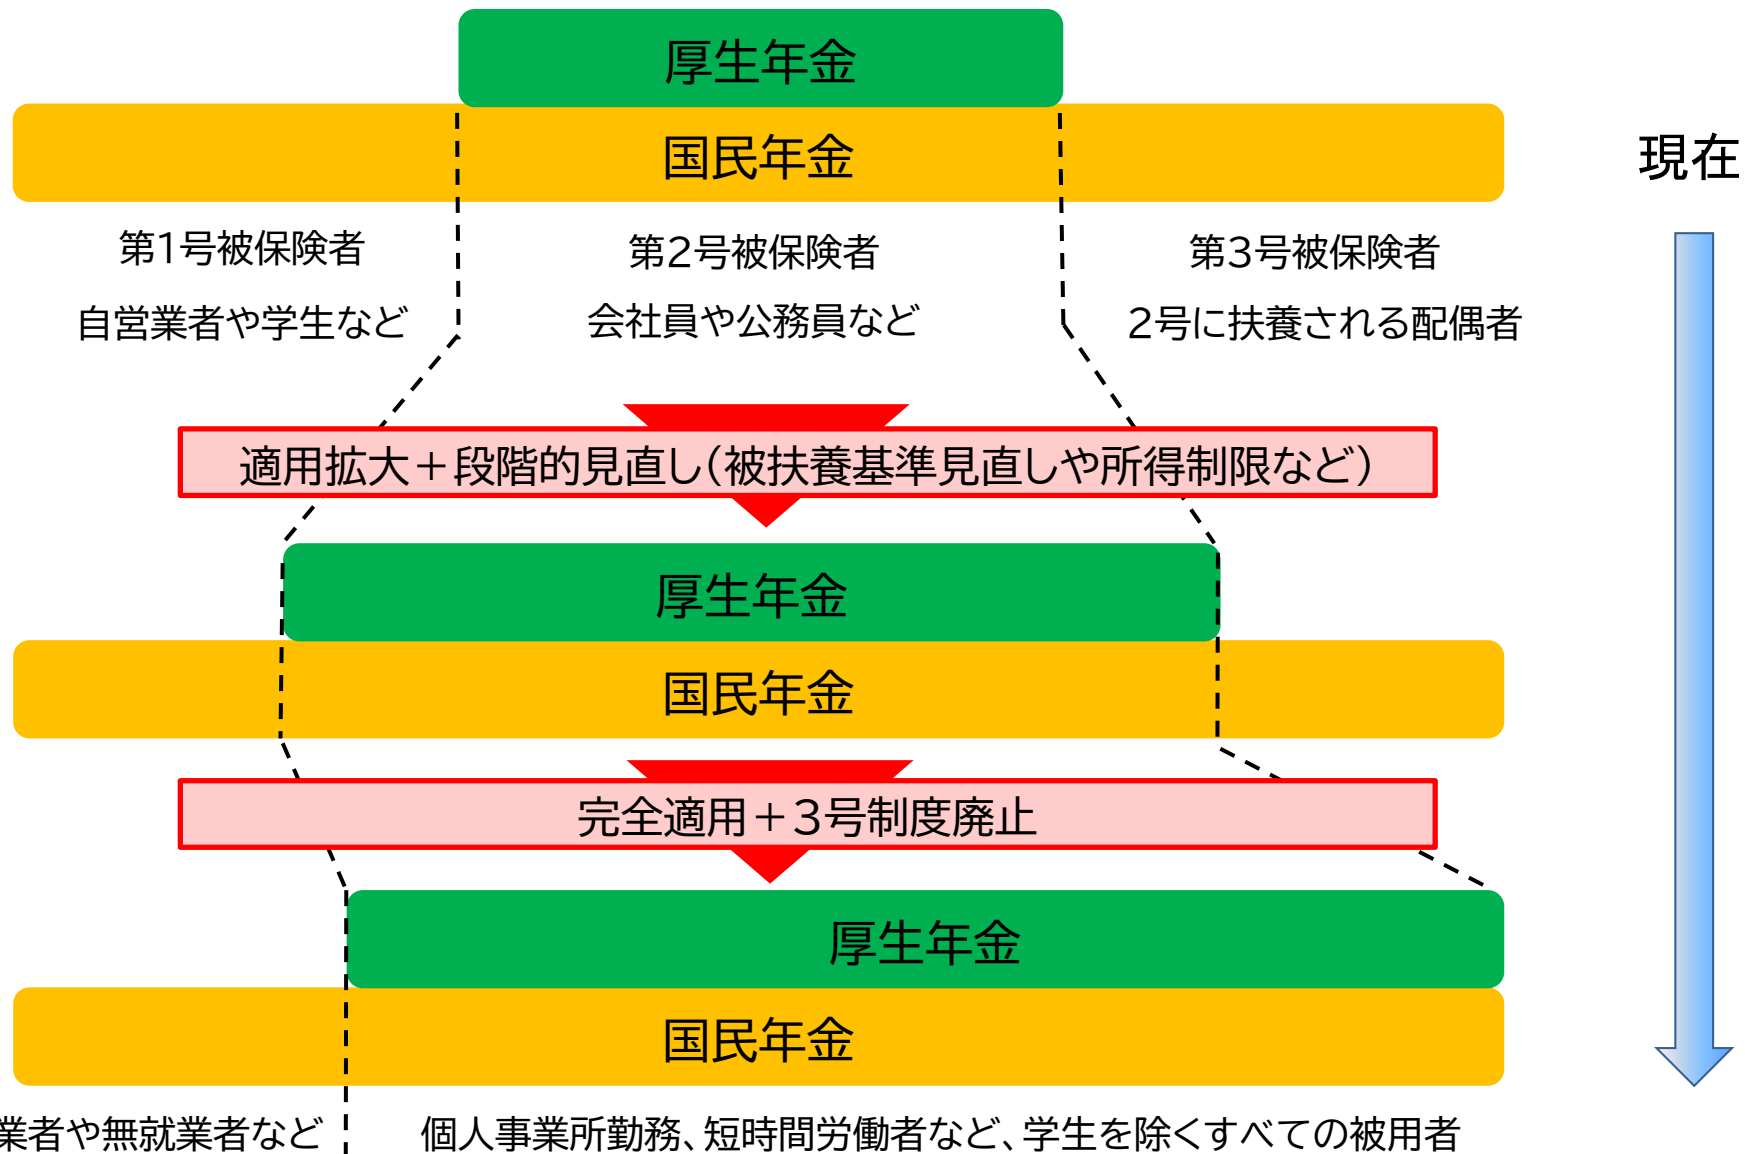 厚生年金
国民年金
現在
第1号被保険者
第2号被保険者
第3号被保険者
自営業者や学生など
会社員や公務員など
2号に扶養される配偶者
適用拡大＋段階的見直し（被扶養基準見直しや所得制限など）
厚生年金
国民年金
完全適用＋3号制度廃止
厚生年金
国民年金
業者や無就業者など
個人事業所勤務、短時間労働者など、学生を除くすべての被用者